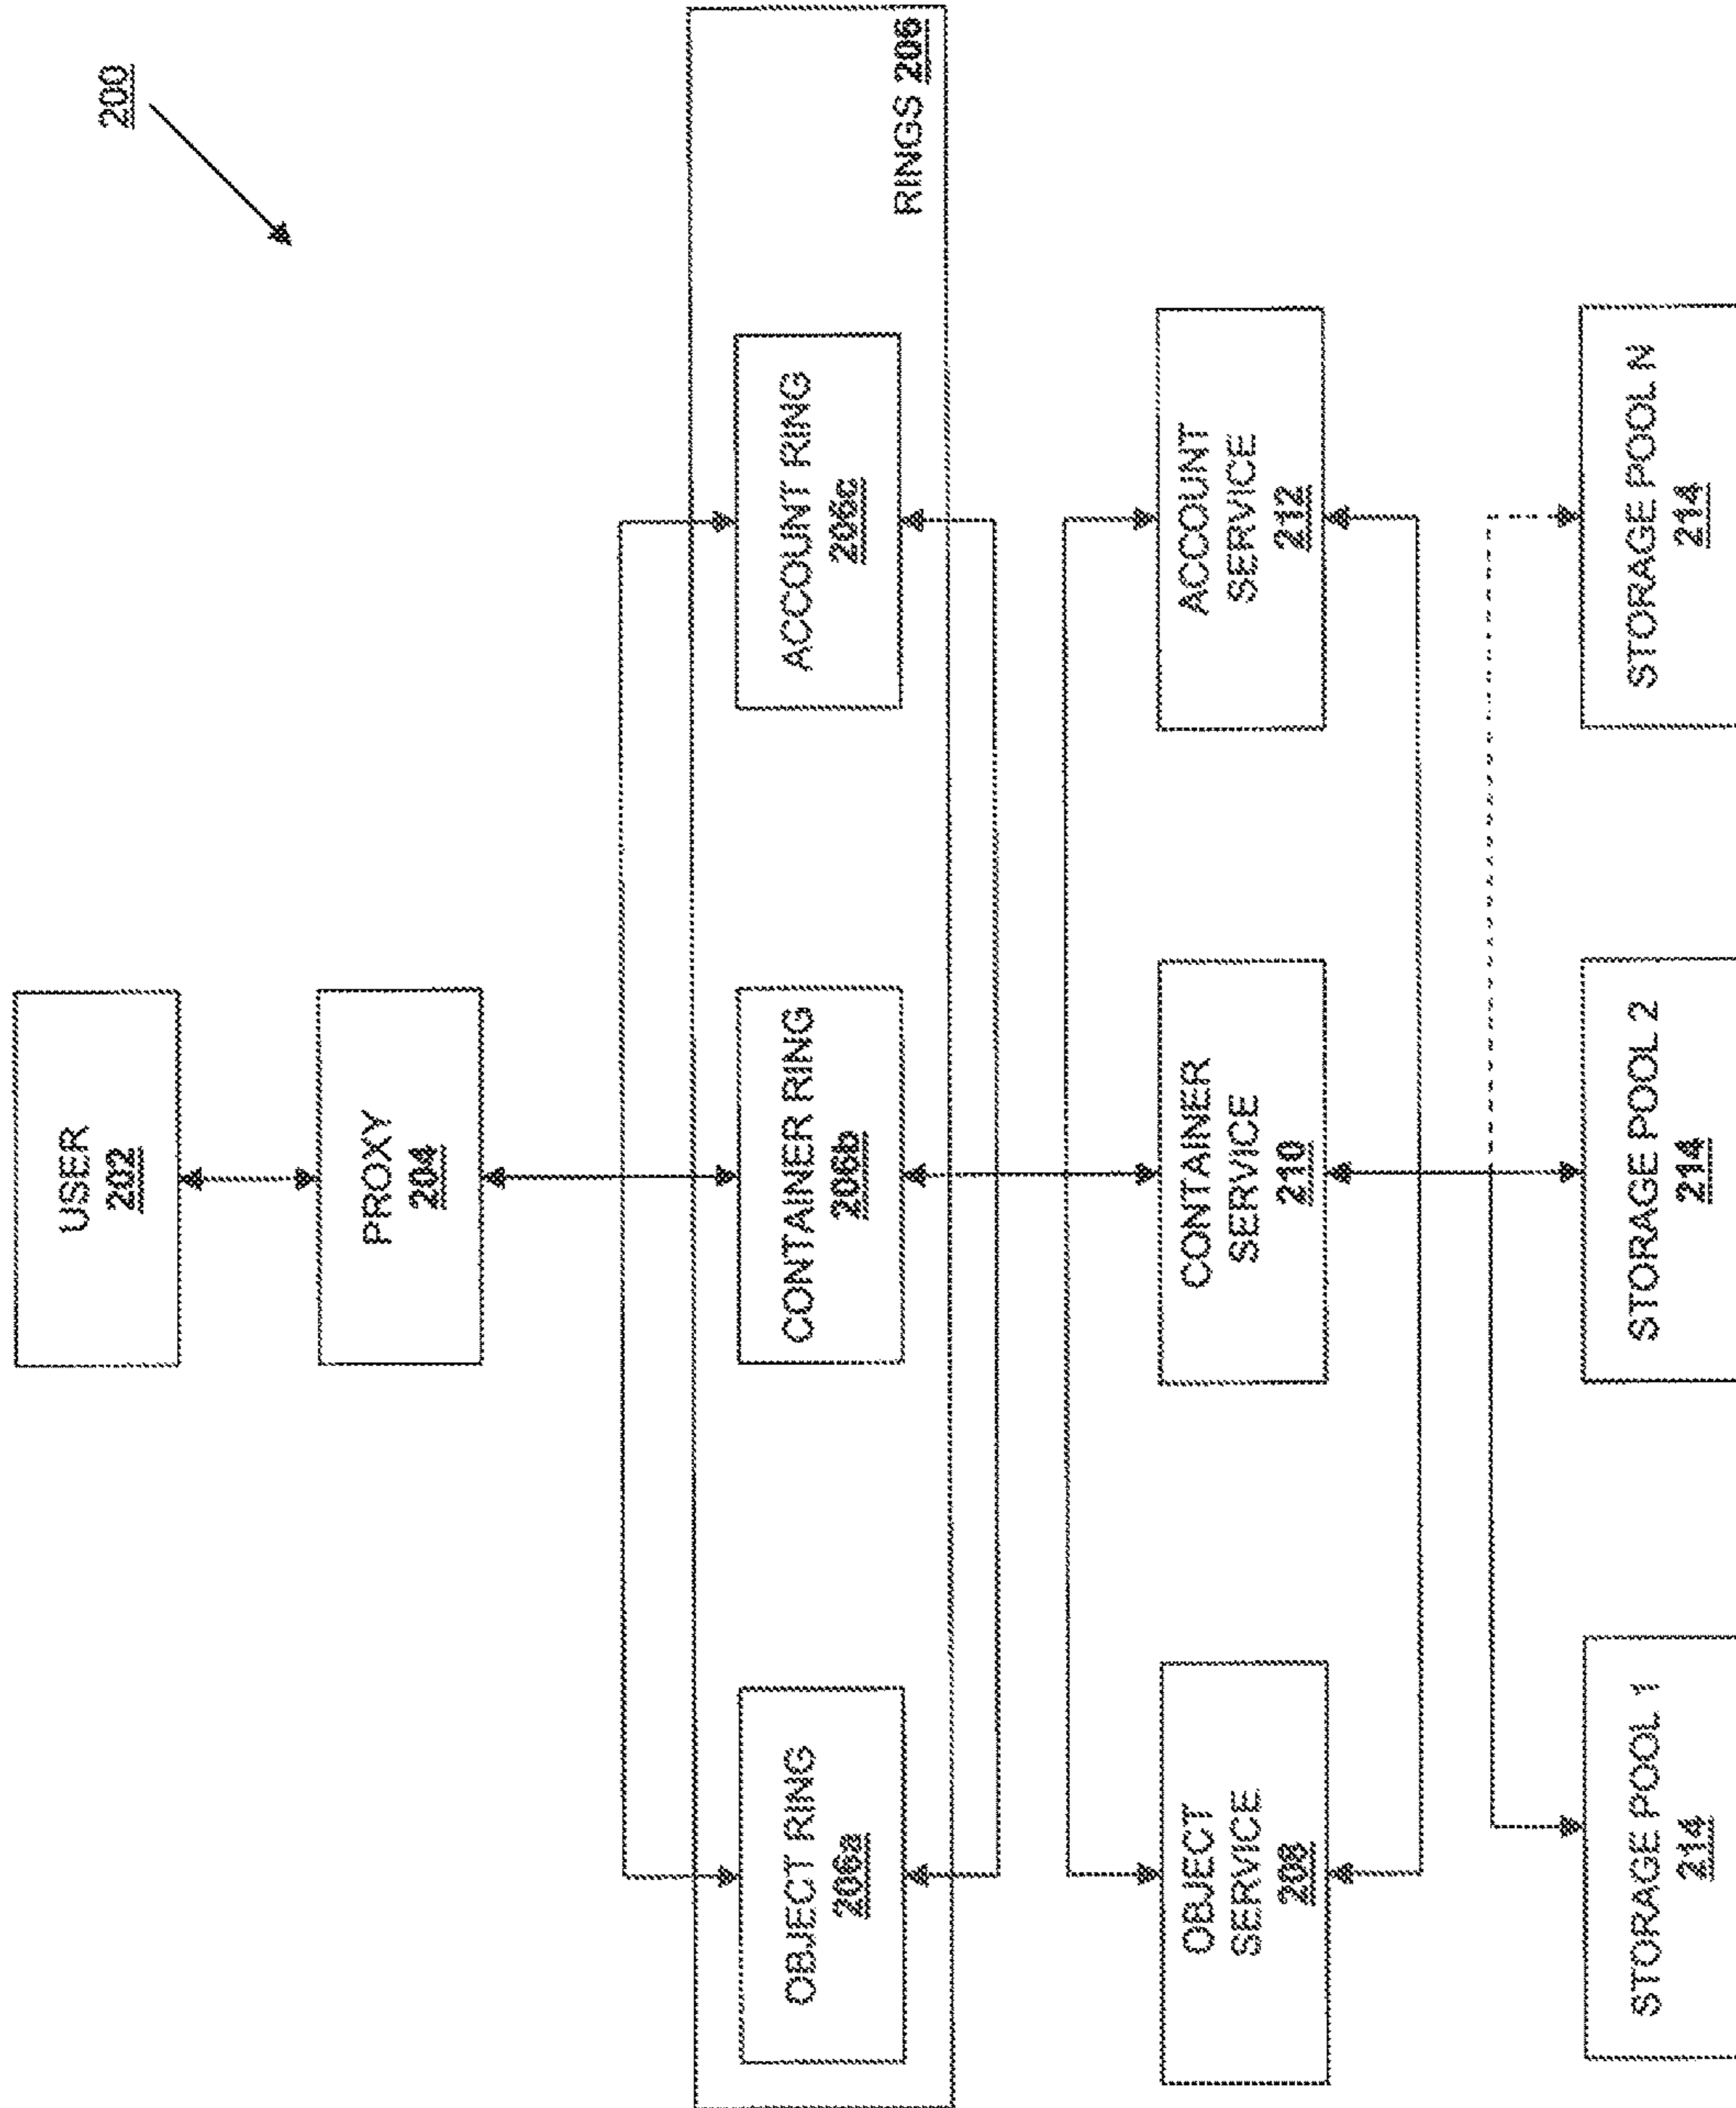 200
USER
202
PROXY
204
RINGS 206
OBJECT RING
206a
CONTAINER RING
206b
ACCOUNT RING
206c
OBJECT
SERVICE
208
CONTAINER
SERVICE
210
ACCOUNT
SERVICE
212
STORAGE POOL 1
214
STORAGE POOL 2
214
STORAGE POOL N
214